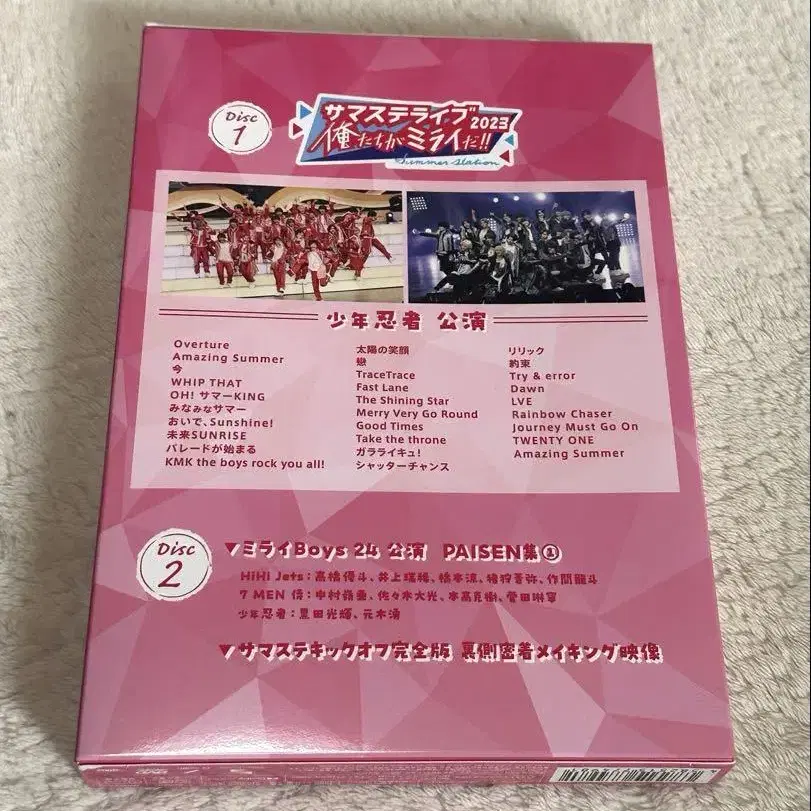 Disc
1
サマステライブ
2023
俺たちがミライだ!!
Summer Station
少年忍者 公演
Overture
Amazing Summer
今
WHIP THAT
OH! サマーKING
みなみなサマー
おいで、Sunshine!
未来SUNRISE
パレードが始まる
KMK the boys rock you all!
太陽の笑顔
戀
TraceTrace
Fast Lane
The Shining Star
Merry Very Go Round
Good Times
Take the throne
ガラライキュ!
シャッターチャンス
リリック
約束
Try & error
Dawn
LVE
Rainbow Chaser
Journey Must Go On
TWENTY ONE
Amazing Summer
Disc
2
▼ミライBoys 24 公演 PAISEN集①
HiHi Jets:髙橋優斗、井上瑞稀、橋本涼、猪狩蒼弥、作間龍斗
7 MEN 侍:中村嶺亜、佐々木大光、本髙克樹、菅田琳寧
少年忍者:黒田光輝、元木湧
▼サマステキックオフ完全版 裏側密着メイキング映像